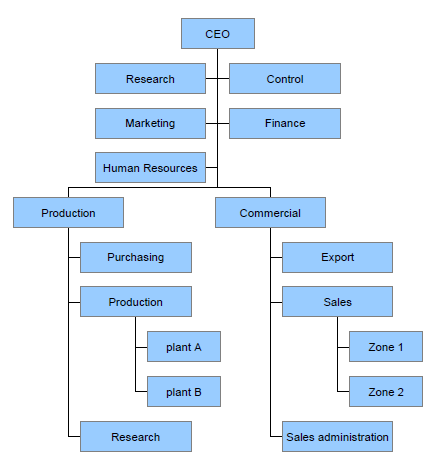 CEO
Research
Control
Marketing
Finance
Human Resources
Production
Commercial
Purchasing
Export
Production
Sales
plant A
Zone 1
plant B
Zone 2
Research
Sales administration